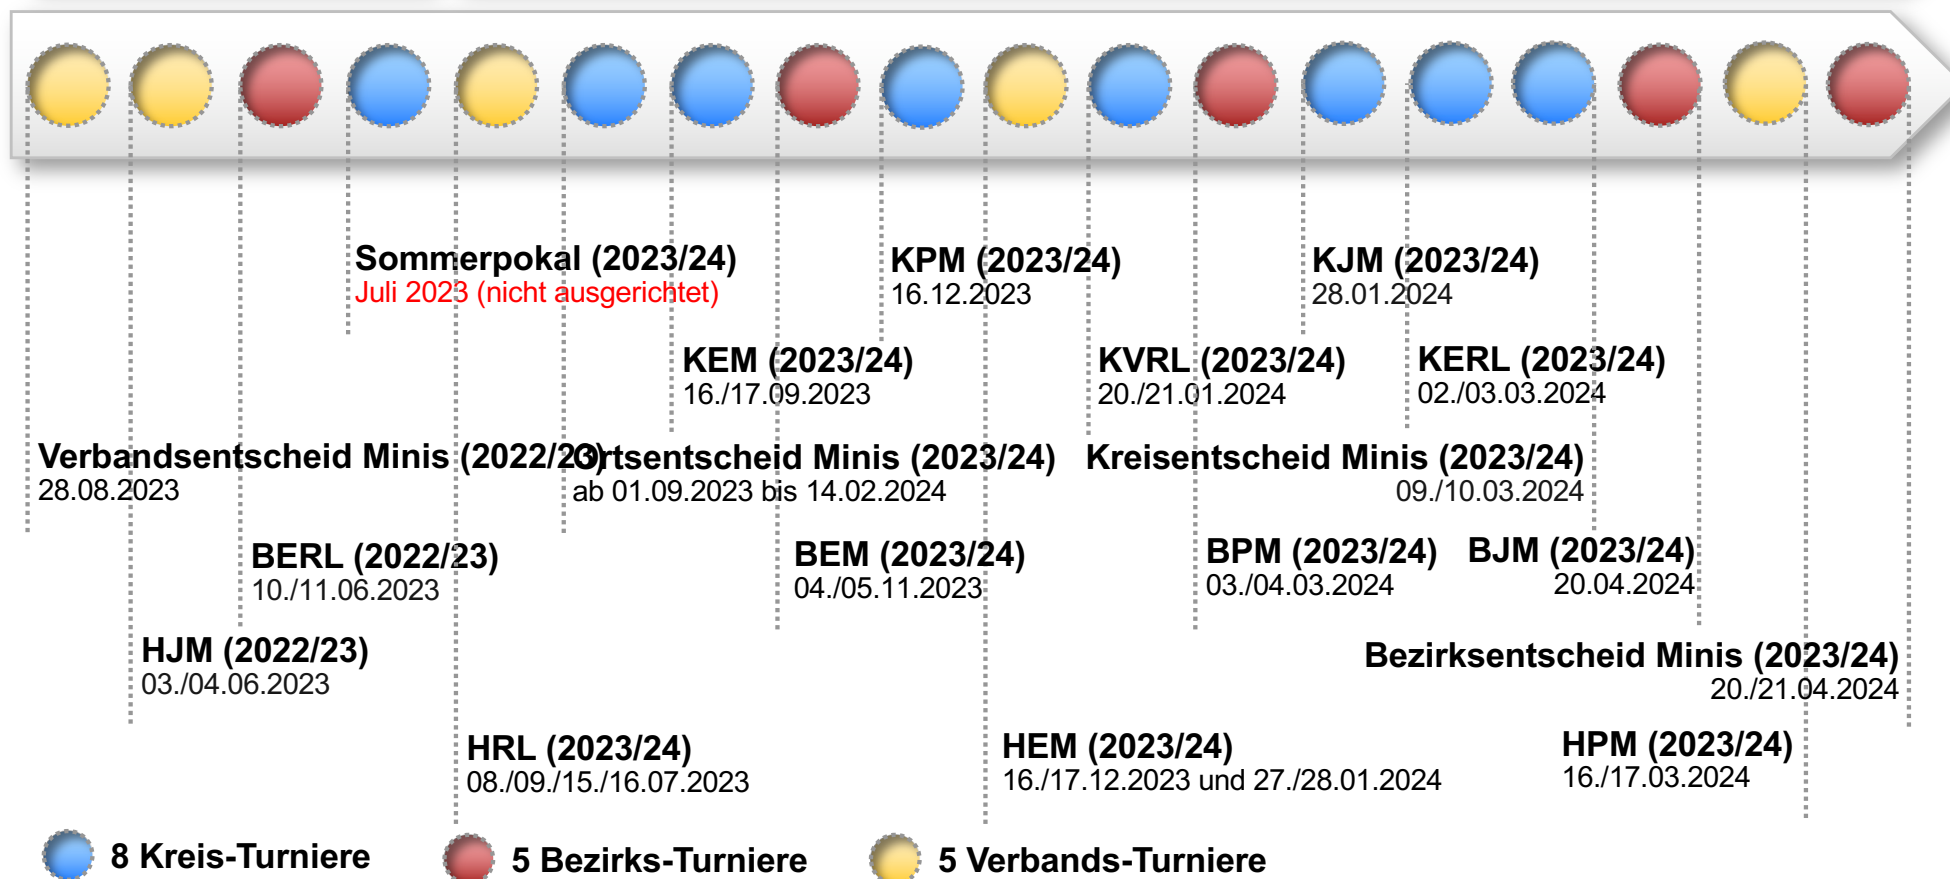 Sommerpokal (2023/24)
Juli 2023 (nicht ausgerichtet)
KPM (2023/24)
16.12.2023
KJM (2023/24)
28.01.2024
KEM (2023/24)
16./17.09.2023
KVRL (2023/24)
20./21.01.2024
KERL (2023/24)
02./03.03.2024
Verbandsentscheid Minis (2022/23)
28.08.2023
Ortsentscheid Minis (2023/24)
ab 01.09.2023 bis 14.02.2024
Kreisentscheid Minis (2023/24)
09./10.03.2024
BERL (2022/23)
10./11.06.2023
BEM (2023/24)
04./05.11.2023
BPM (2023/24)
03./04.03.2024
BJM (2023/24)
20.04.2024
HJM (2022/23)
03./04.06.2023
Bezirksentscheid Minis (2023/24)
20./21.04.2024
HRL (2023/24)
08./09./15./16.07.2023
HEM (2023/24)
16./17.12.2023 und 27./28.01.2024
HPM (2023/24)
16./17.03.2024
8 Kreis-Turniere
5 Bezirks-Turniere
5 Verbands-Turniere